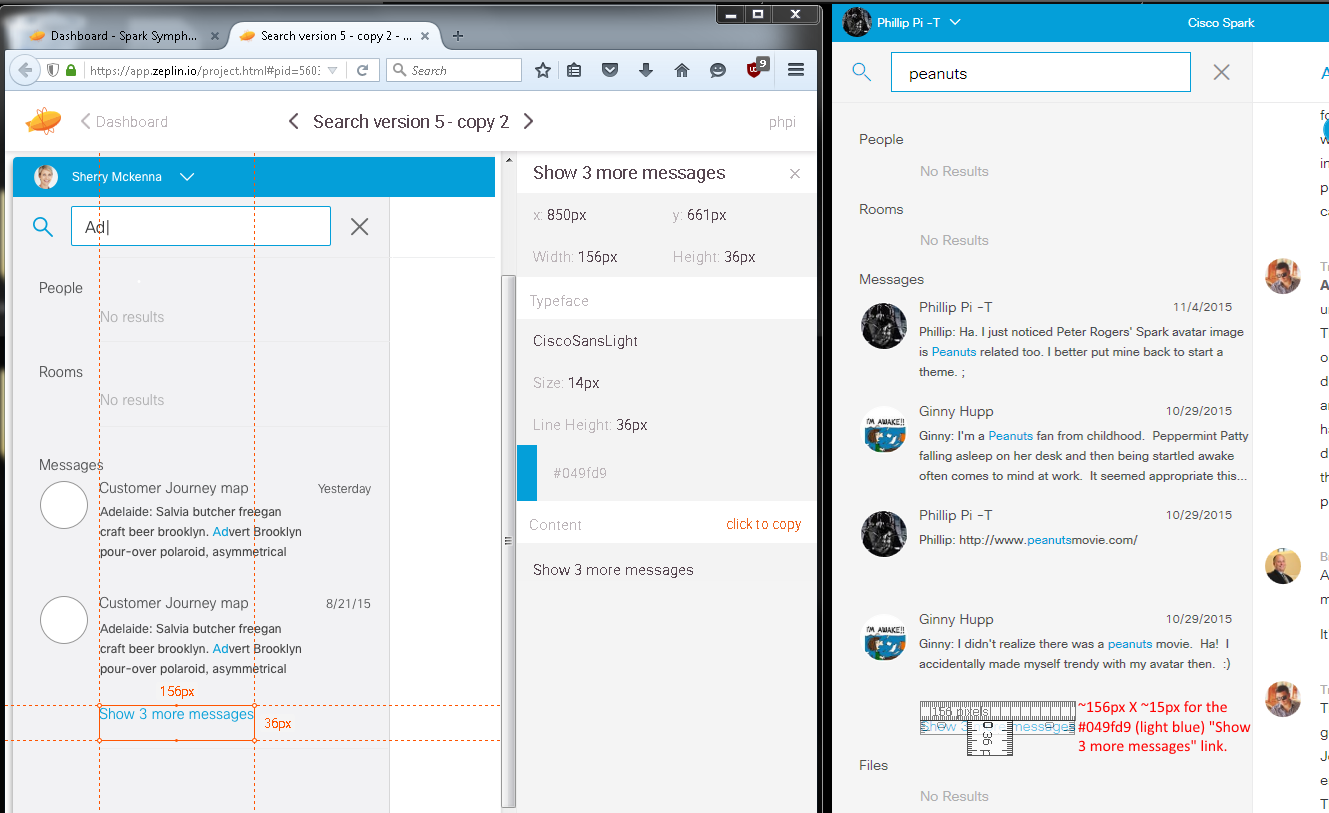 Dashboard - Spark Symph...
Search version 5 - copy 2 - ...
https://app.zeplin.io/project.html#pid=560
Search
9
Dashboard
Search version 5 - copy 2
phpi
Sherry Mckenna
Ad
People
No results
Rooms
No results
Messages
Customer Journey map
Yesterday
Adelaide: Salvia butcher freegan
craft beer brooklyn. Advert Brooklyn
pour-over polaroid, asymmetrical
Customer Journey map
8/21/15
Adelaide: Salvia butcher freegan
craft beer brooklyn. Advert Brooklyn
pour-over polaroid, asymmetrical
156px
Show 3 more messages
36px
Show 3 more messages
x: 850px
y: 661px
Width: 156px
Height: 36px
Typeface
CiscoSansLight
Size: 14px
Line Height: 36px
#049fd9
Content
click to copy
Show 3 more messages
Phillip Pi -T
Cisco Spark
peanuts
People
No Results
Rooms
No Results
Messages
Phillip Pi -T
11/4/2015
Phillip: Ha. I just noticed Peter Rogers' Spark avatar image
is Peanuts related too. I better put mine back to start a
theme. ;
Ginny Hupp
10/29/2015
I'M AWAKE!!
Ginny: I'm a Peanuts fan from childhood.  Peppermint Patty
falling asleep on her desk and then being startled awake
often comes to mind at work.  It seemed appropriate this...
Phillip Pi -T
10/29/2015
Phillip: http://www.peanutsmovie.com/
Ginny Hupp
10/29/2015
I'M AWAKE!!
Ginny: I didn't realize there was a peanuts movie.  Ha!  I
accidentally made myself trendy with my avatar then.  :)
156 pixels
Show 3 more messages
~156px X ~15px for the
#049fd9 (light blue) "Show
3 more messages" link.
Files
No Results